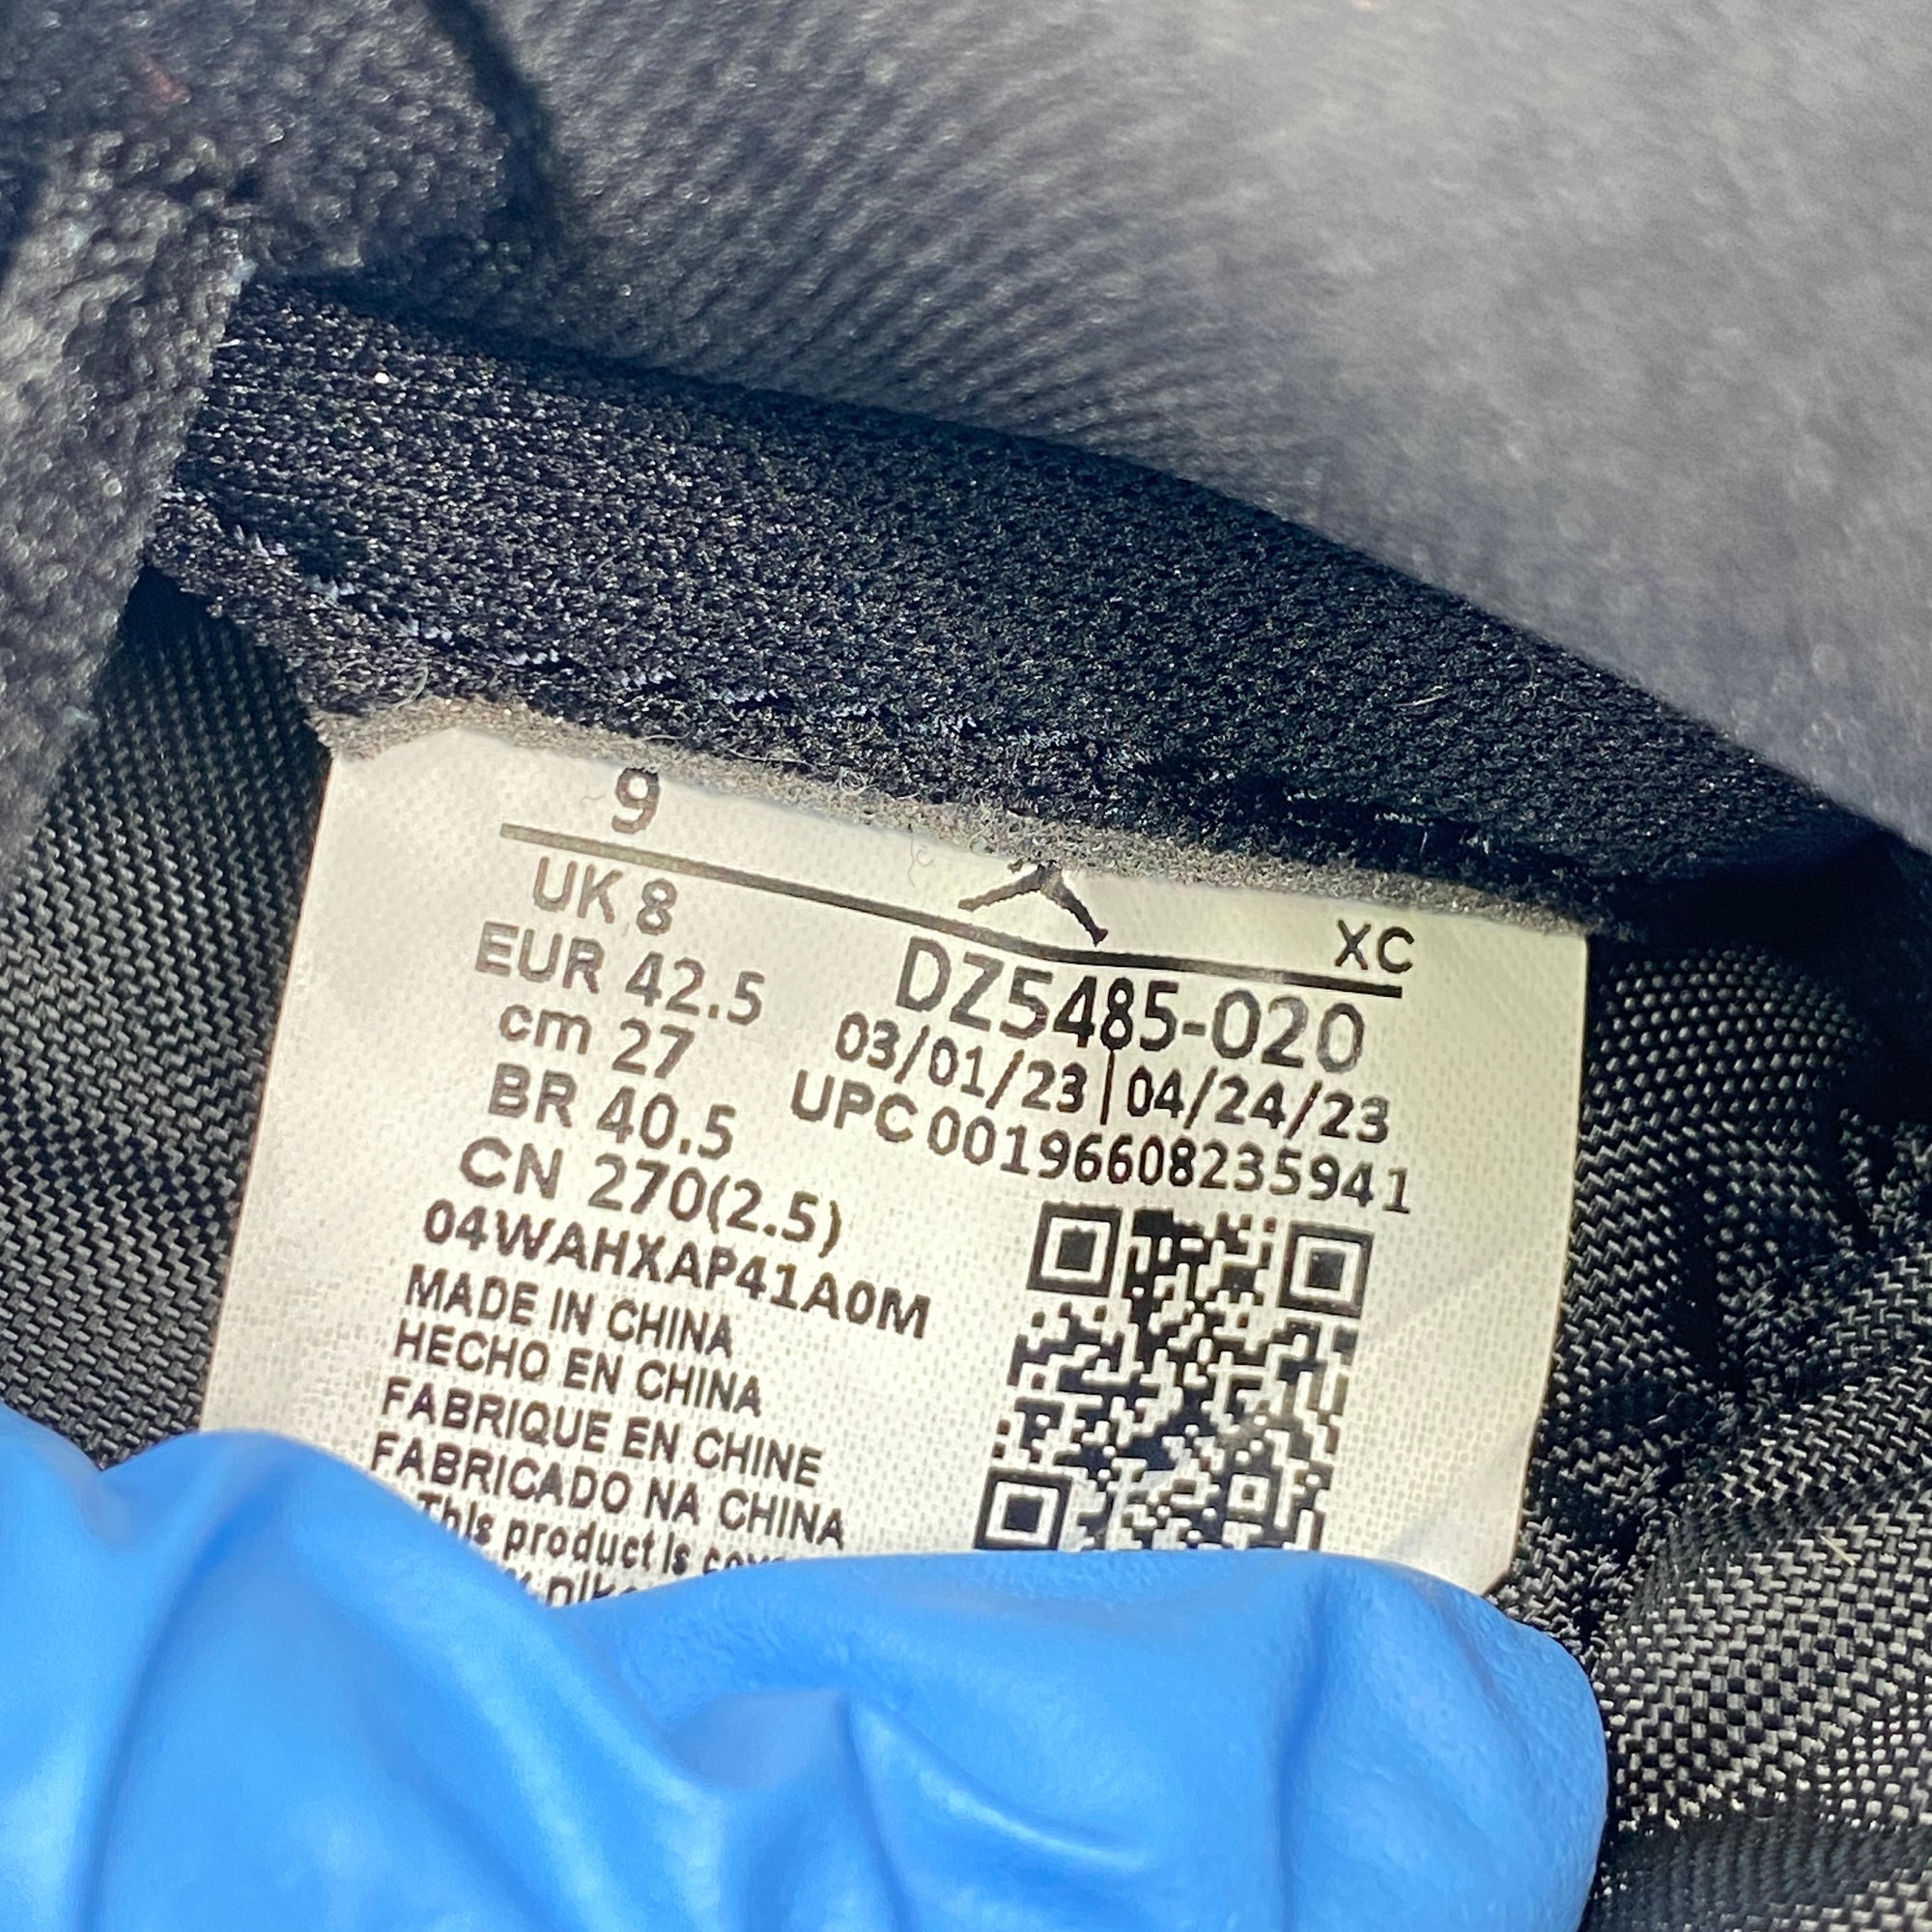 9
XC
UK 8
EUR 42.5
cm 27
BR 40.5
CN 270(2.5)
DZ5485-020
03/01/23|04/24/23
UPC 00196608235941
04WAHXAP41A0M
MADE IN CHINA
HECHO EN CHINA
FABRIQUE EN CHINE
FABRICADO NA CHINA
This product is